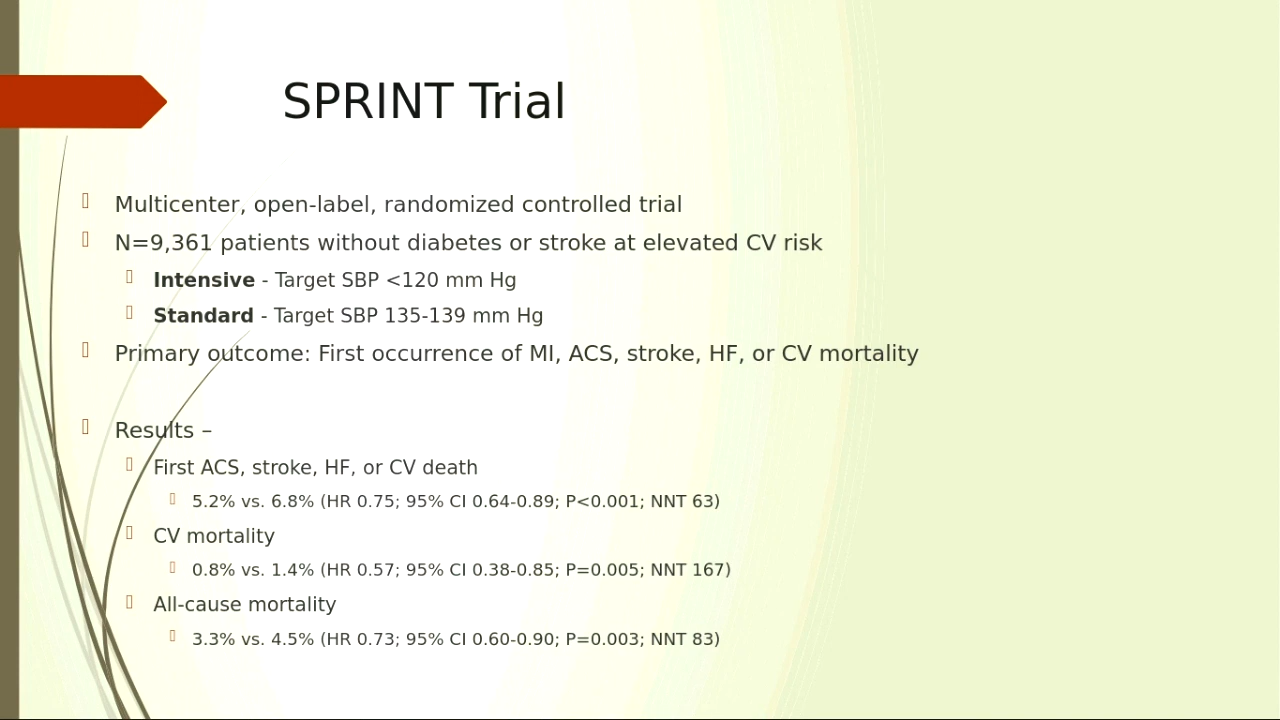 SPRINT Trial
Multicenter, open-label, randomized controlled trial
N=9,361 patients without diabetes or stroke at elevated CV risk
Intensive - Target SBP <120 mm Hg
Standard - Target SBP 135-139 mm Hg
Primary outcome: First occurrence of MI, ACS, stroke, HF, or CV mortality
Results –
First ACS, stroke, HF, or CV death
5.2% vs. 6.8% (HR 0.75; 95% CI 0.64-0.89; P<0.001; NNT 63)
CV mortality
0.8% vs. 1.4% (HR 0.57; 95% CI 0.38-0.85; P=0.005; NNT 167)
All-cause mortality
3.3% vs. 4.5% (HR 0.73; 95% CI 0.60-0.90; P=0.003; NNT 83)